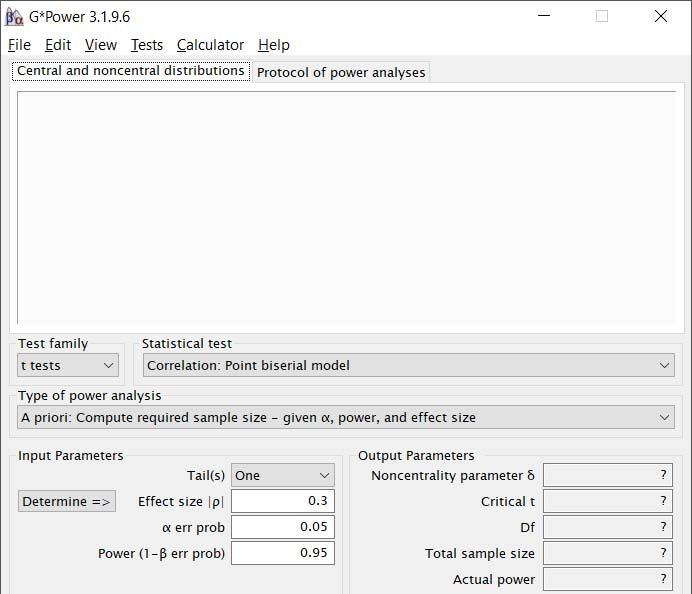 G*Power 3.1.9.6
File Edit View Tests Calculator Help
Central and noncentral distributions Protocol of power analyses
Test family Statistical test
t tests Correlation: Point biserial model
Type of power analysis
A priori: Compute required sample size - given α, power, and effect size
Input Parameters Output Parameters
Tail(s) One Noncentrality parameter δ ?
Determine => Effect size |ρ| 0.3 Critical t ?
α err prob 0.05 Df ?
Power (1-β err prob) 0.95 Total sample size ?
Actual power ?